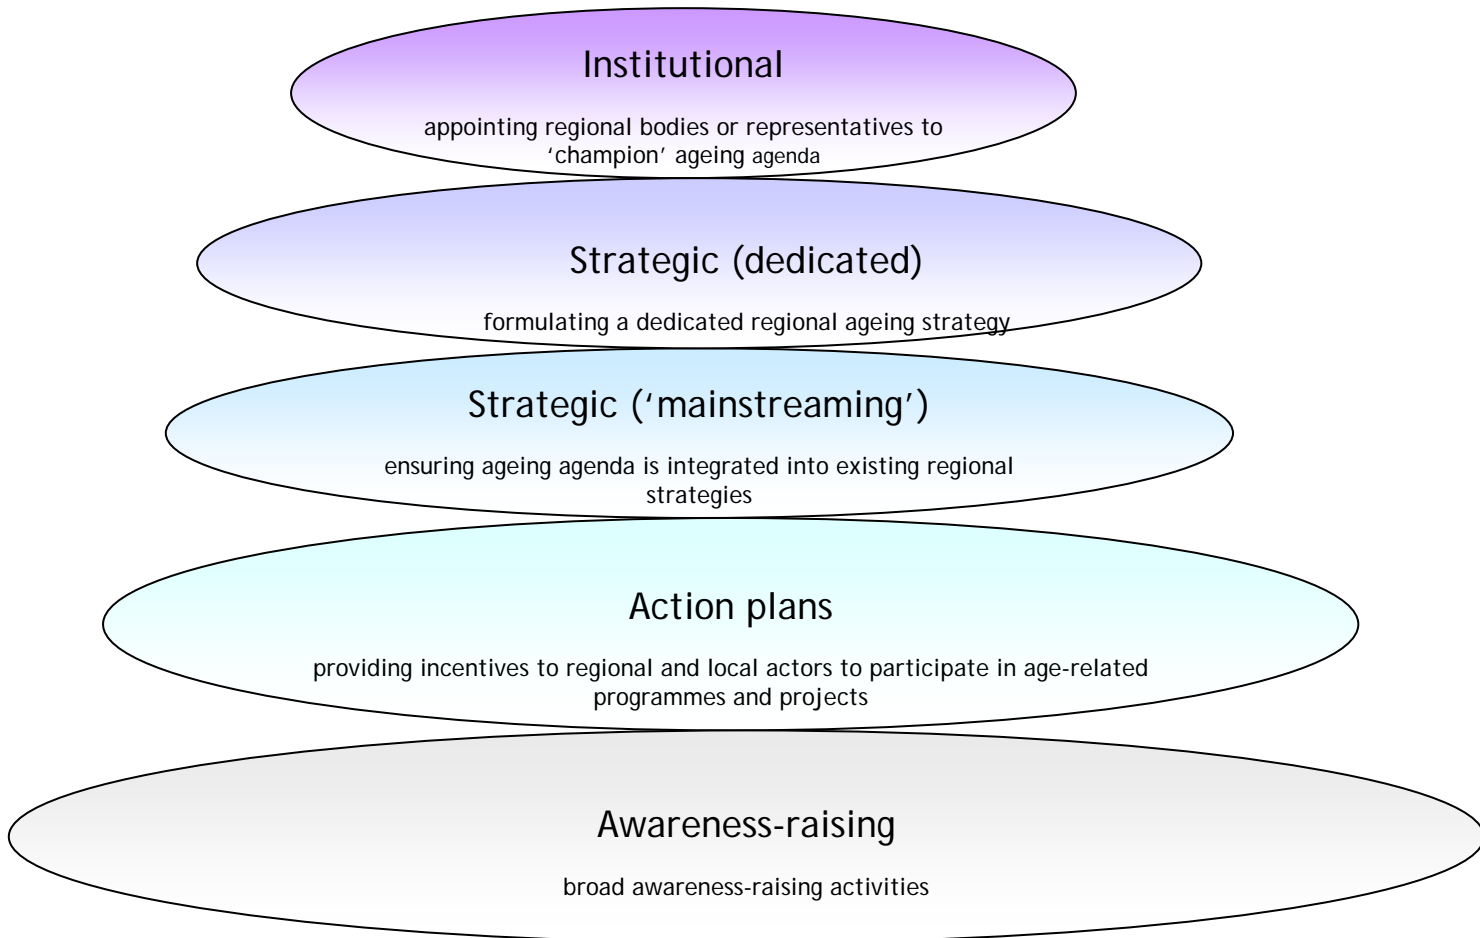 Institutional
appointing regional bodies or representatives to
‘champion’ ageing agenda
Strategic (dedicated)
formulating a dedicated regional ageing strategy
Strategic (‘mainstreaming’)
ensuring ageing agenda is integrated into existing regional
strategies
Action plans
providing incentives to regional and local actors to participate in age-related
programmes and projects
Awareness-raising
broad awareness-raising activities